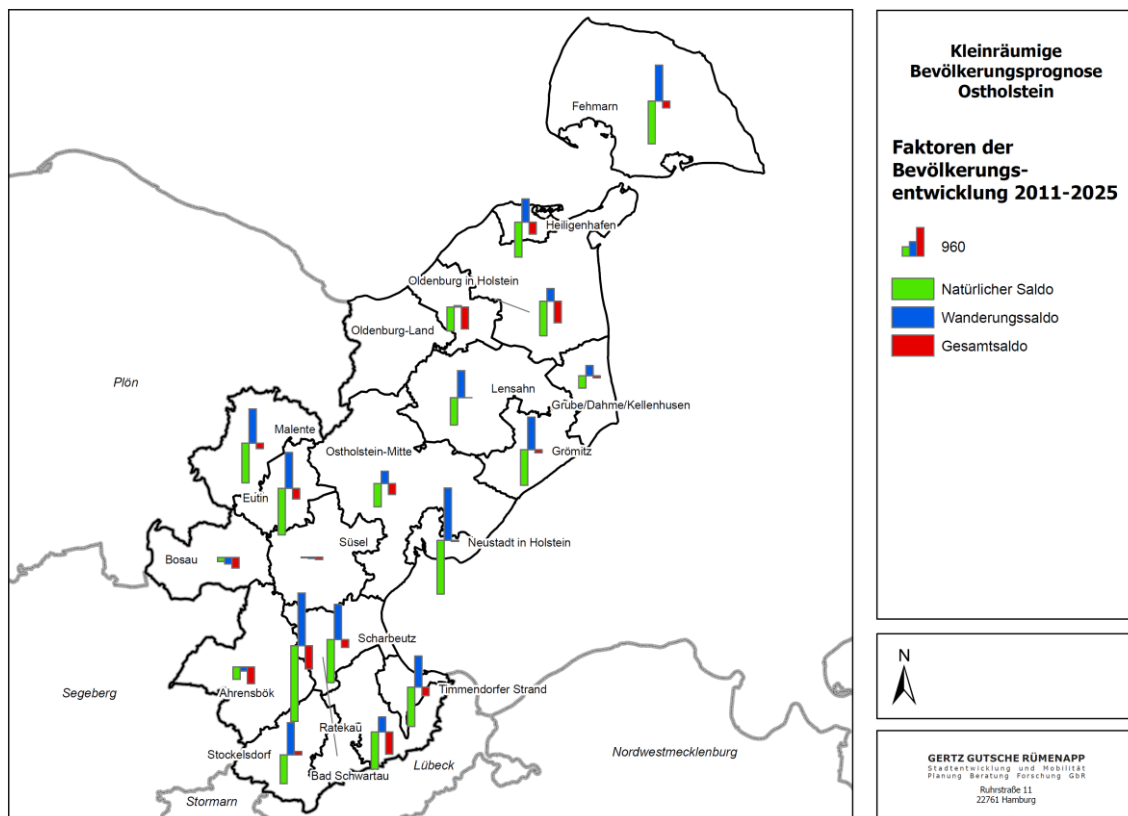 Fehmarn
Heiligenhafen
Oldenburg in Holstein
Oldenburg-Land
Plön
Lensahn
Grube/Dahme/Kellenhusen
Malente
Ostholstein-Mitte
Grömitz
Eutin
Neustadt in Holstein
Süsel
Bosau
Scharbeutz
Segeberg
Ahrensbök
Timmendorfer Strand
Ratekau
Stockelsdorf
Nordwestmecklenburg
Lübeck
Bad Schwartau
Stormarn
Kleinräumige
Bevölkerungsprognose
Ostholstein
Faktoren der
Bevölkerungs-
entwicklung 2011-2025
960
Natürlicher Saldo
Wanderungssaldo
Gesamtsaldo
N
GERTZ GUTSCHE RÜMENAPP
Stadtentwicklung und Mobilität
Planung Beratung Forschung GbR
Ruhrstraße 11
22761 Hamburg